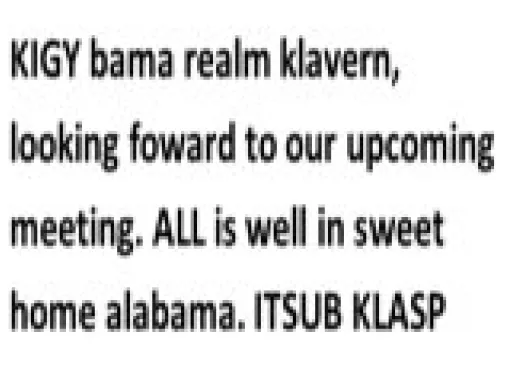 KIGY bama realm klavern,
looking foward to our upcoming
meeting. ALL is well in sweet
home alabama. ITSUB KLASP